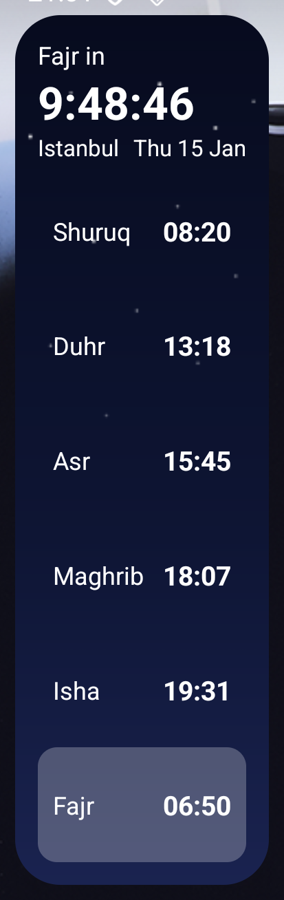 Fajr in
9:48:46
Istanbul Thu 15 Jan
Shuruq 08:20
Duhr 13:18
Asr 15:45
Maghrib 18:07
Isha 19:31
Fajr 06:50